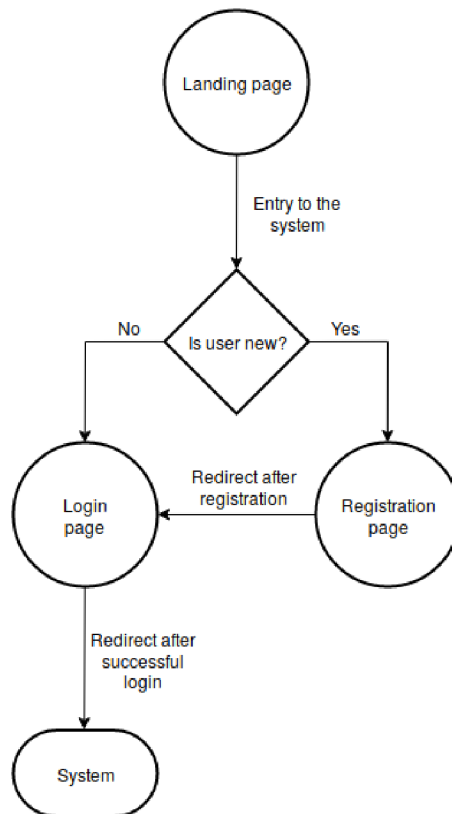 Landing page
Entry to the
system
No
Is user new?
Yes
Login
page
Redirect after
registration
Registration
page
Redirect after
successful
login
System